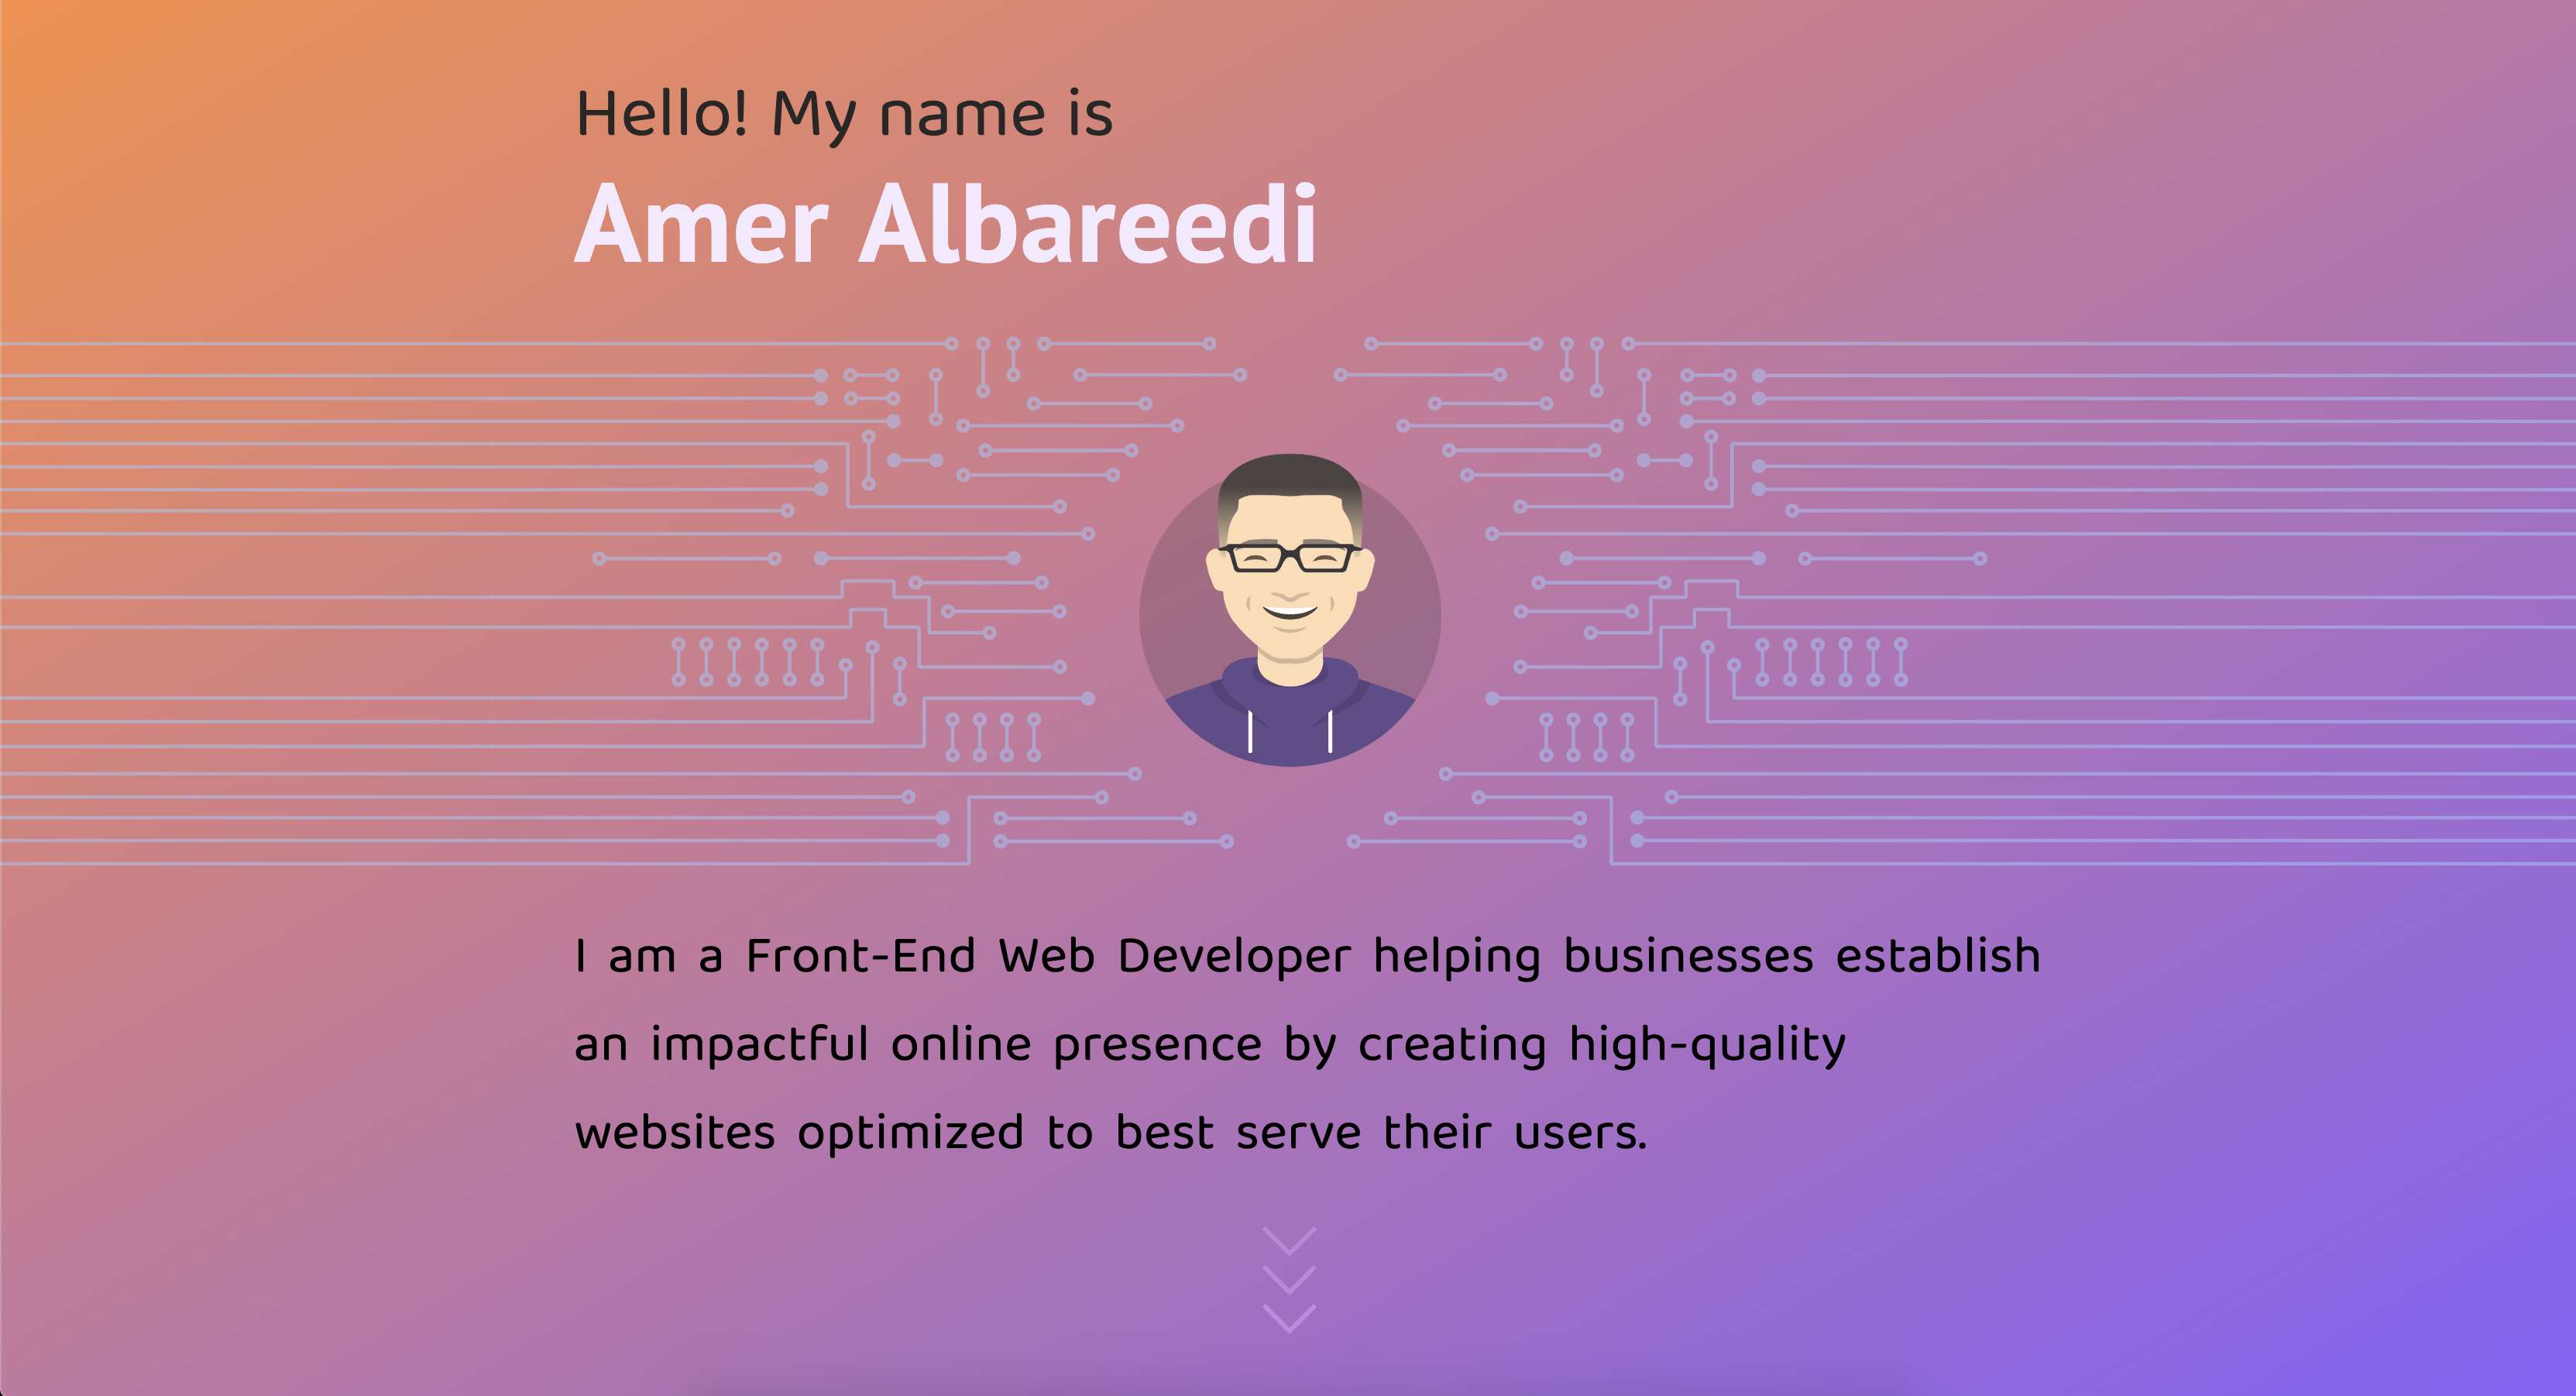 Hello! My name is
Amer Albareedi
I am a Front-End Web Developer helping businesses establish
an impactful online presence by creating high-quality
websites optimized to best serve their users.